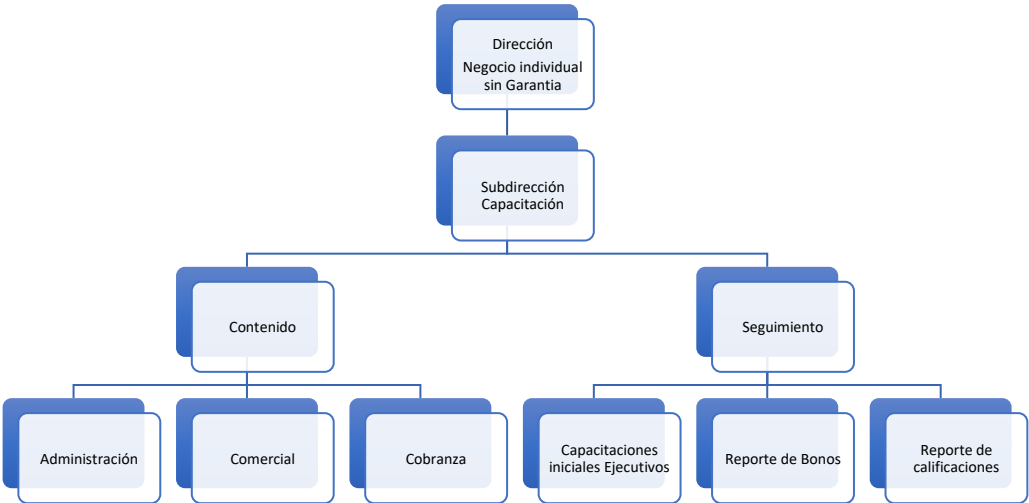 Dirección
Negocio individual
sin Garantia
Subdirección
Capacitación
Contenido
Seguimiento
Administración
Comercial
Cobranza
Capacitaciones
iniciales Ejecutivos
Reporte de Bonos
Reporte de
calificaciones